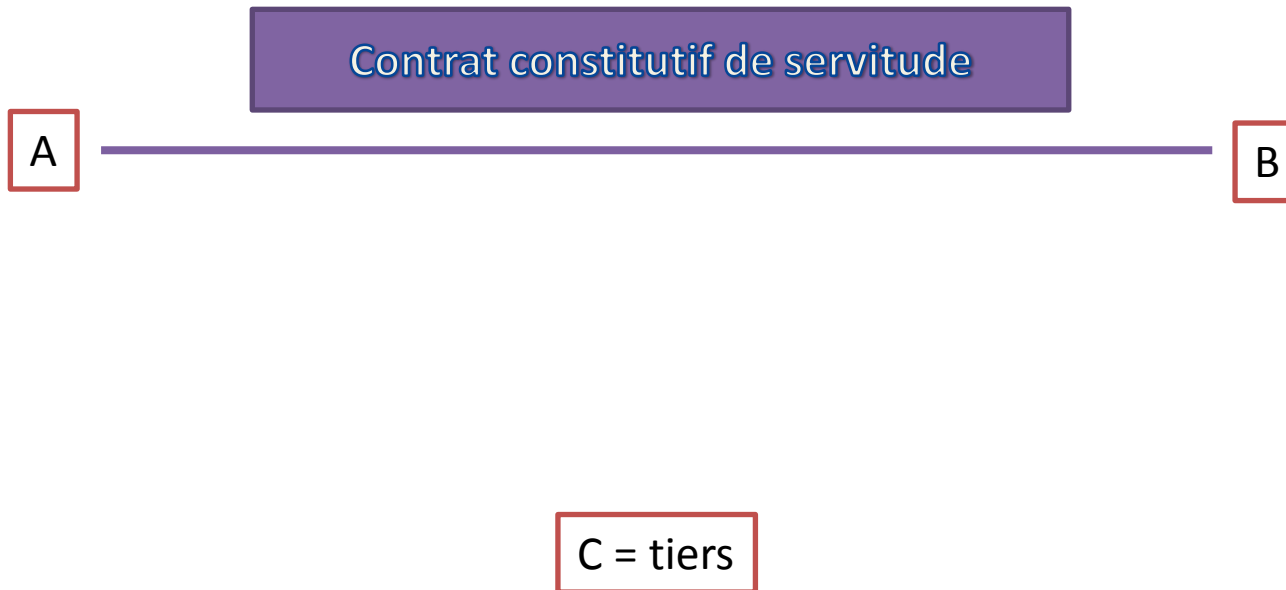 Contrat constitutif de servitude
A
B
C = tiers